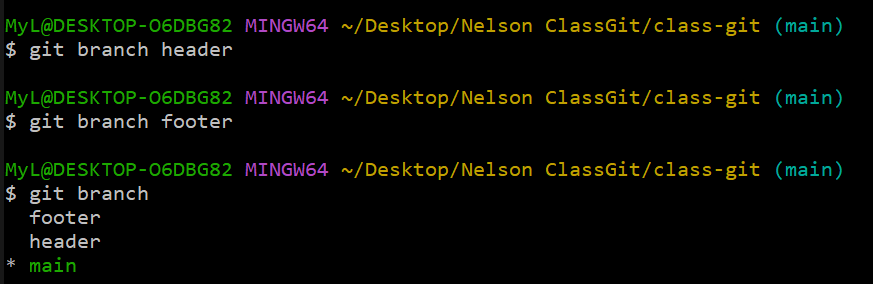 MyL@DESKTOP-O6DBG82 MINGW64 ~/Desktop/Nelson ClassGit/class-git (main)
$ git branch header
MyL@DESKTOP-O6DBG82 MINGW64 ~/Desktop/Nelson ClassGit/class-git (main)
$ git branch footer
MyL@DESKTOP-O6DBG82 MINGW64 ~/Desktop/Nelson ClassGit/class-git (main)
$ git branch
  footer
  header
* main